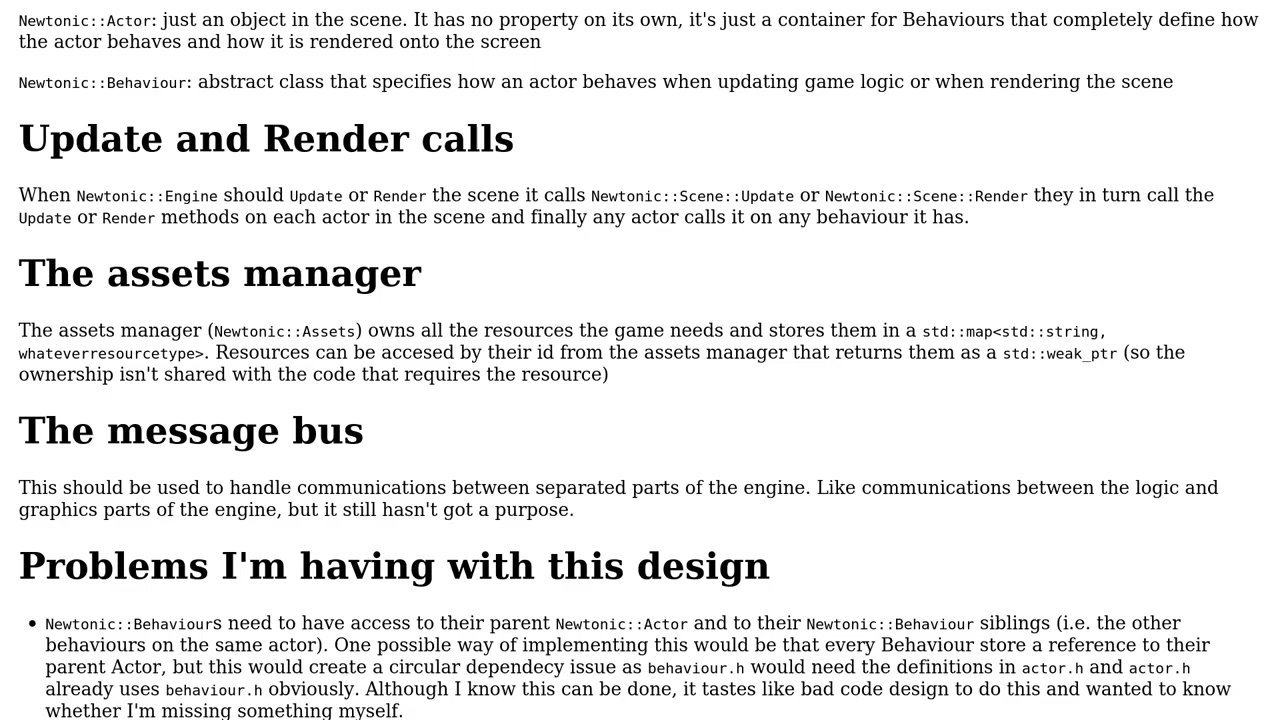 Newtonic::Actor: just an object in the scene. It has no property on its own, it's just a container for Behaviours that completely define how
the actor behaves and how it is rendered onto the screen
Newtonic::Behaviour: abstract class that specifies how an actor behaves when updating game logic or when rendering the scene
Update and Render calls
When Newtonic::Engine should Update or Render the scene it calls Newtonic::Scene::Update or Newtonic::Scene::Render they in turn call the
Update or Render methods on each actor in the scene and finally any actor calls it on any behaviour it has.
The assets manager
The assets manager (Newtonic::Assets) owns all the resources the game needs and stores them in a std::map<std::string,
whateverresourcetype>. Resources can be accesed by their id from the assets manager that returns them as a std::weak_ptr (so the
ownership isn't shared with the code that requires the resource)
The message bus
This should be used to handle communications between separated parts of the engine. Like communications between the logic and
graphics parts of the engine, but it still hasn't got a purpose.
Problems I'm having with this design
• Newtonic::Behaviours need to have access to their parent Newtonic::Actor and to their Newtonic::Behaviour siblings (i.e. the other
behaviours on the same actor). One possible way of implementing this would be that every Behaviour store a reference to their
parent Actor, but this would create a circular dependecy issue as behaviour.h would need the definitions in actor.h and actor.h
already uses behaviour.h obviously. Although I know this can be done, it tastes like bad code design to do this and wanted to know
whether I'm missing something myself.